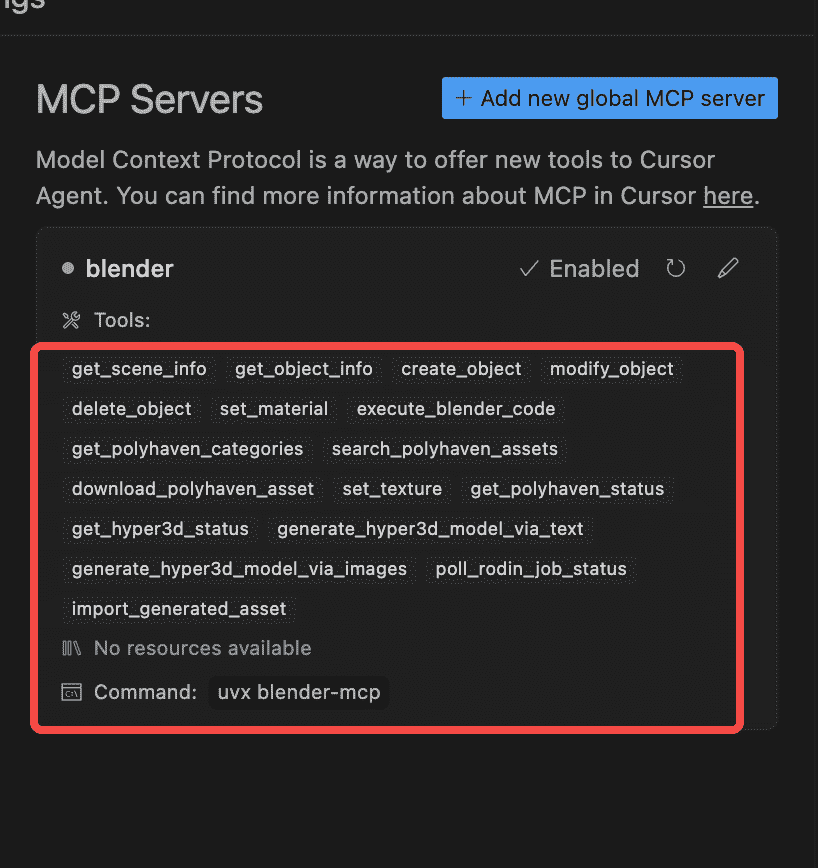 MCP Servers
+ Add new global MCP server
Model Context Protocol is a way to offer new tools to Cursor
Agent. You can find more information about MCP in Cursor here.
blender
Enabled
Tools:
get_scene_info get_object_info create_object modify_object
delete_object set_material execute_blender_code
get_polyhaven_categories search_polyhaven_assets
download_polyhaven_asset set_texture get_polyhaven_status
get_hyper3d_status generate_hyper3d_model_via_text
generate_hyper3d_model_via_images poll_rodin_job_status
import_generated_asset
No resources available
Command: uvx blender-mcp